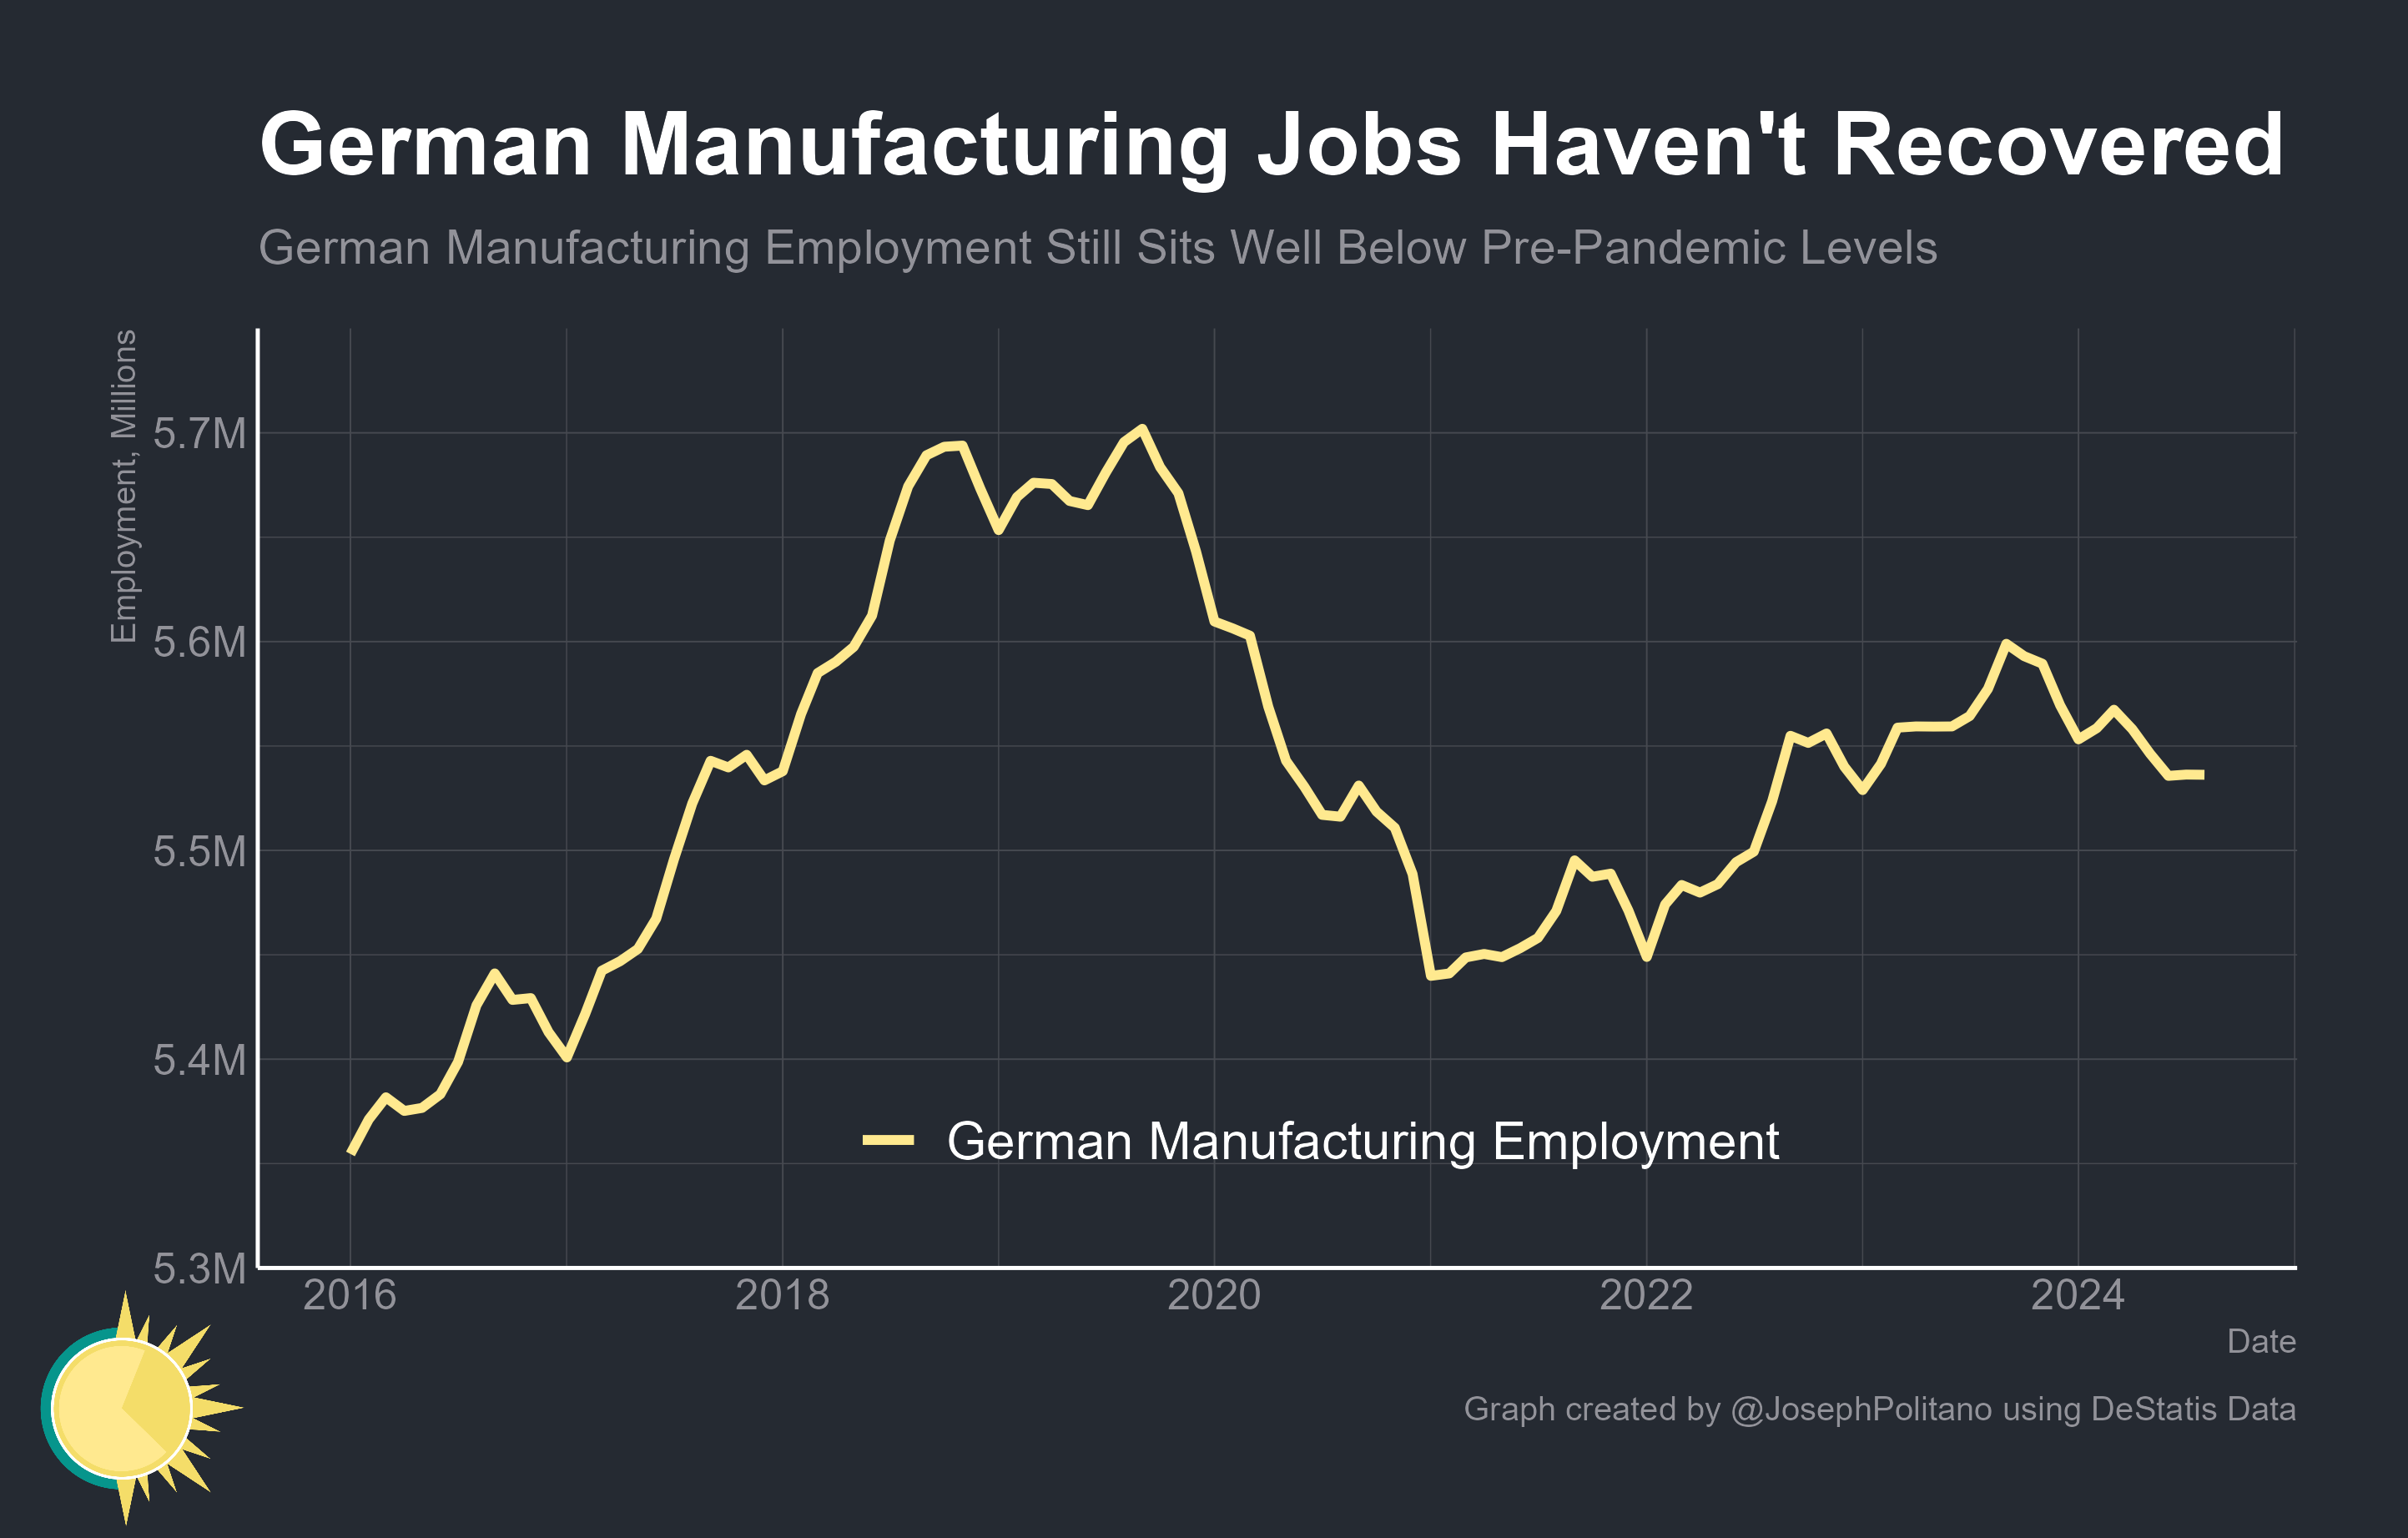 German Manufacturing Jobs Haven't Recovered
German Manufacturing Employment Still Sits Well Below Pre-Pandemic Levels
Employment, Millions
5.7M
5.6M
5.5M
5.4M
5.3M
German Manufacturing Employment
2016 2018 2020 2022 2024
Date
Graph created by @JosephPolitano using DeStatis Data